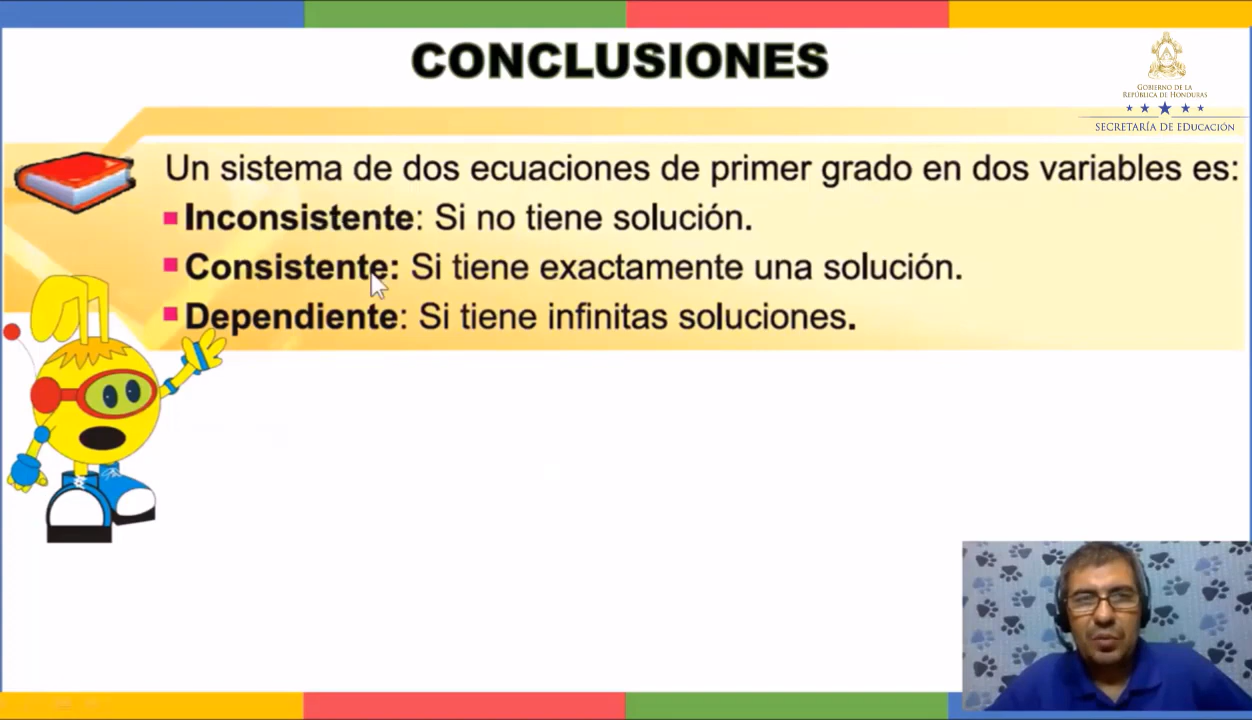 CONCLUSIONES
GOBIERNO DE LA
REPÚBLICA DE HONDURAS
SECRETARÍA DE EDUCACIÓN
Un sistema de dos ecuaciones de primer grado en dos variables es:
Inconsistente: Si no tiene solución.
Consistente: Si tiene exactamente una solución.
Dependiente: Si tiene infinitas soluciones.